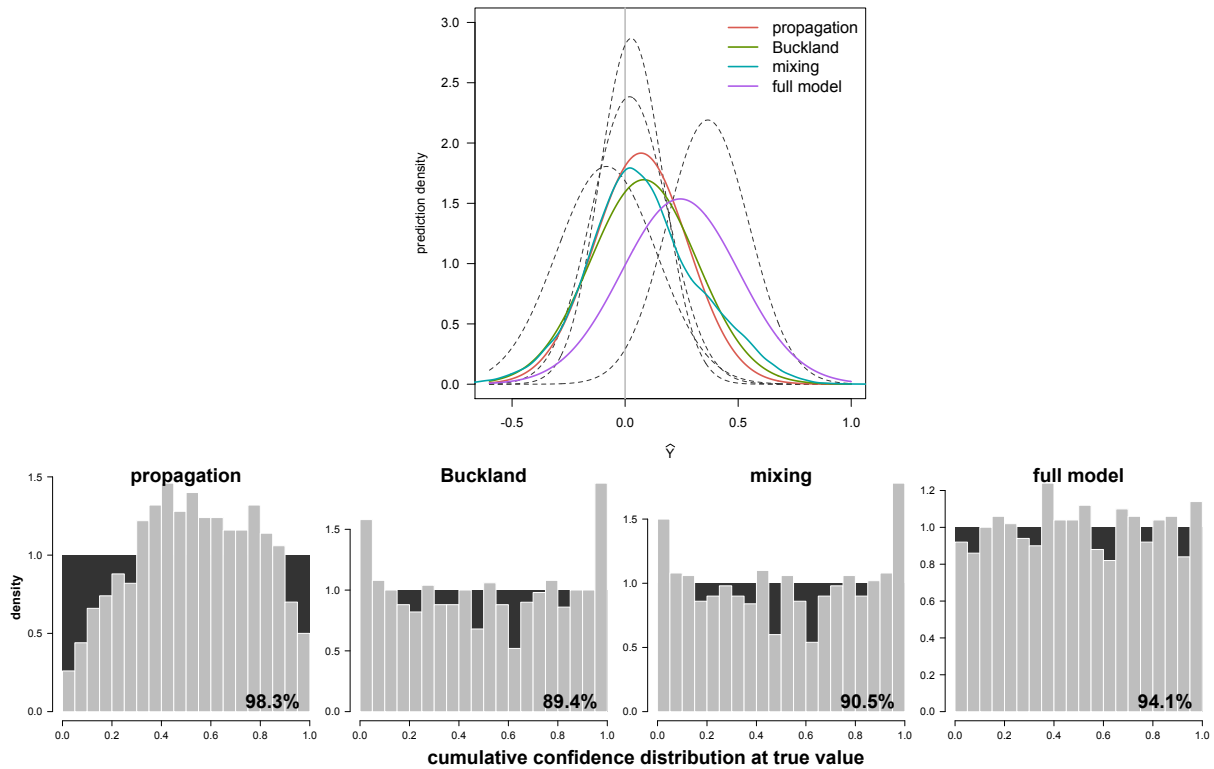 propagation
Buckland
mixing
full model
3.0
2.5
2.0
1.5
1.0
0.5
0.0
prediction density
-0.5 0.0 0.5 1.0
Ŷ
propagation Buckland mixing full model
1.5
1.0
0.5
0.0
density
98.3%
0.0 0.2 0.4 0.6 0.8 1.0
1.5
1.0
0.5
0.0
89.4%
0.0 0.2 0.4 0.6 0.8 1.0
1.5
1.0
0.5
0.0
90.5%
0.0 0.2 0.4 0.6 0.8 1.0
1.2
1.0
0.8
0.6
0.4
0.2
0.0
94.1%
0.0 0.2 0.4 0.6 0.8 1.0
cumulative confidence distribution at true value